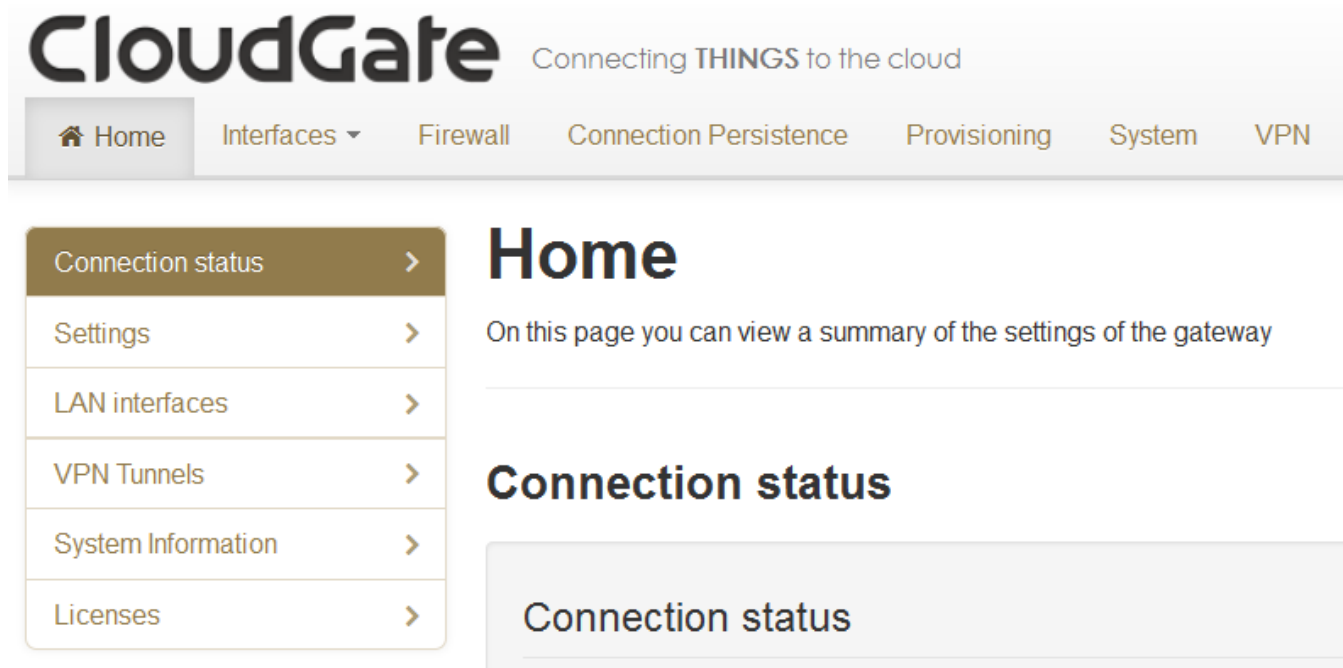 CloudGate Connecting THINGS to the cloud
Home Interfaces Firewall Connection Persistence Provisioning System VPN
Connection status
Settings
LAN interfaces
VPN Tunnels
System Information
Licenses
Home
On this page you can view a summary of the settings of the gateway
Connection status
Connection status